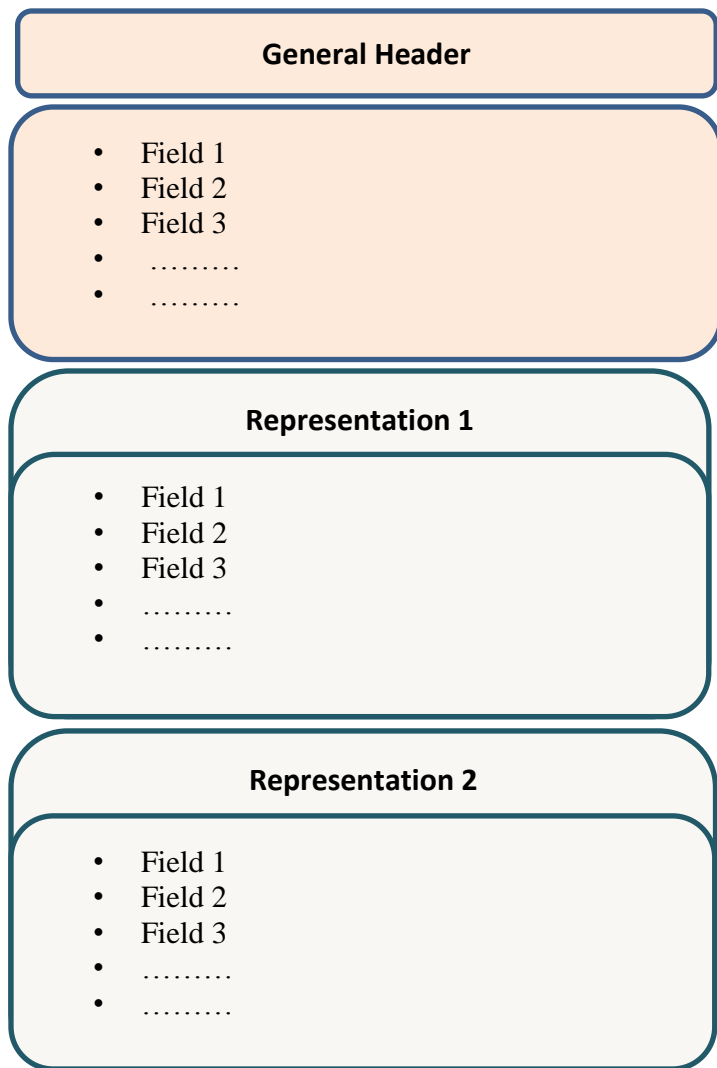 General Header
• Field 1
• Field 2
• Field 3
• ………
• ………
Representation 1
• Field 1
• Field 2
• Field 3
• ………
• ………
Representation 2
• Field 1
• Field 2
• Field 3
• ………
• ………